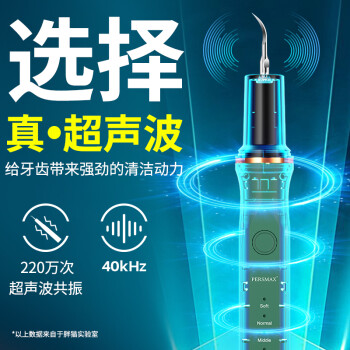 选择
真·超声波
给牙齿带来强劲的清洁动力
220万次
超声波共振
40kHz
*以上数据来自于胖猫实验室
PERSMAX
Soft
Normal
Middle